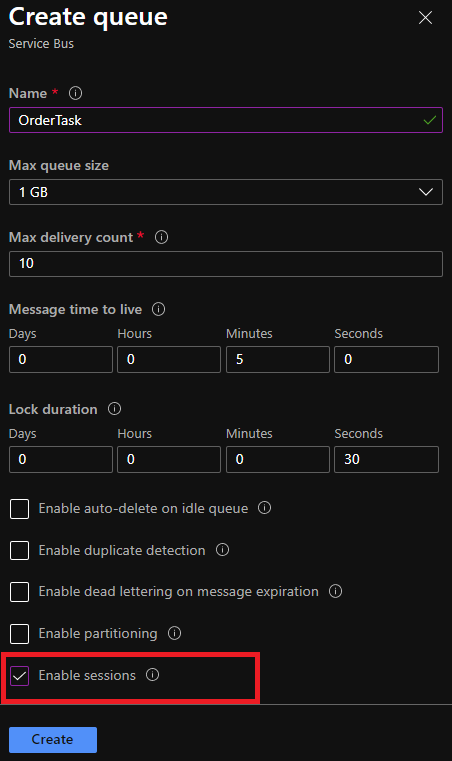 Create queue
Service Bus
Name *
OrderTask
Max queue size
1 GB
Max delivery count *
10
Message time to live
Days Hours Minutes Seconds
0 0 5 0
Lock duration
Days Hours Minutes Seconds
0 0 0 30
Enable auto-delete on idle queue
Enable duplicate detection
Enable dead lettering on message expiration
Enable partitioning
Enable sessions
Create